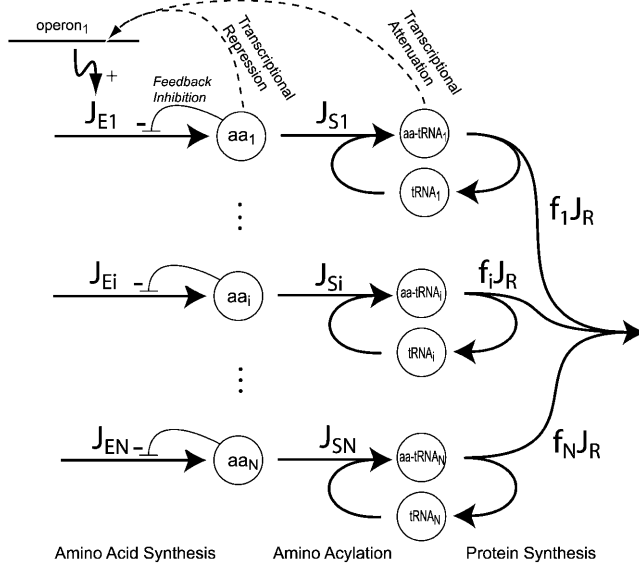 operon1
+
Feedback
Inhibition
Transcriptional
Repression
Transcriptional
Attenuation
JE1
-
aa1
JS1
aa-tRNA1
tRNA1
f1JR
JEi
-
aai
JSi
aa-tRNAi
tRNAi
fiJR
JEN
-
aaN
JSN
aa-tRNAN
tRNAN
fNJR
Amino Acid Synthesis
Amino Acylation
Protein Synthesis